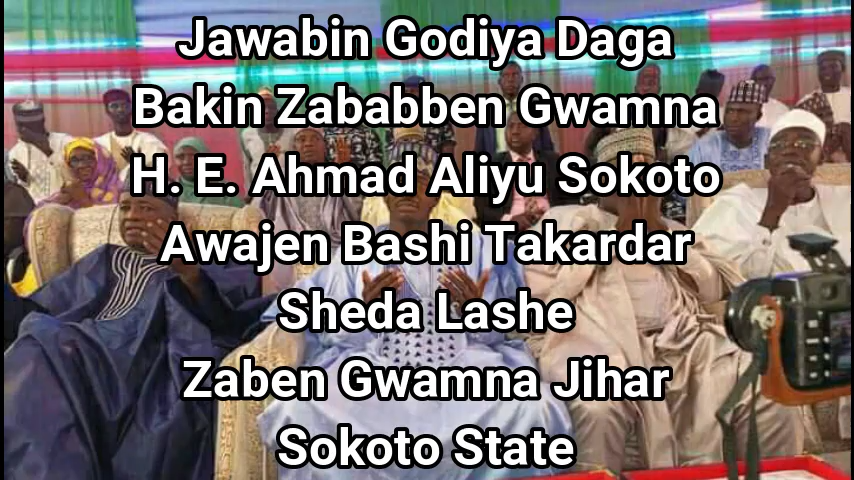 Jawabin Godiya Daga
Bakin Zababben Gwamna
H. E. Ahmad Aliyu Sokoto
Awajen Bashi Takardar
Sheda Lashe
Zaben Gwamna Jihar
Sokoto State